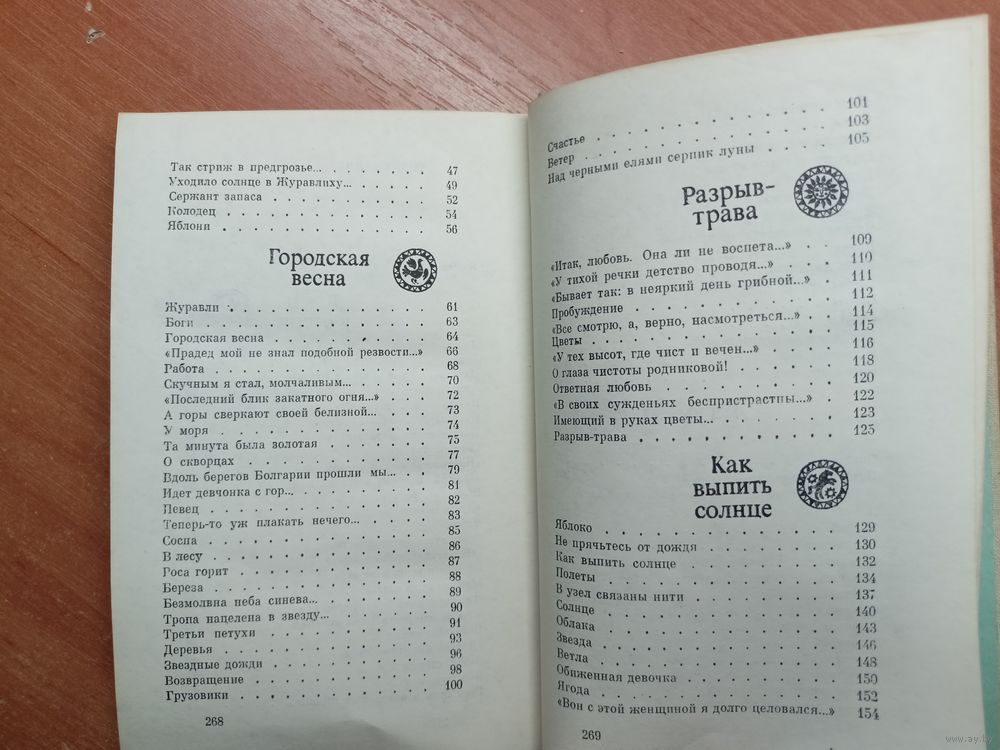 Так стриж в предгрозье... 47
Уходило солнце в Журавлиху... 49
Сержант запаса 52
Колодец 54
Яблони 56
Городская
весна
Журавли 61
Боги 63
Городская весна 64
«Прадед мой не знал подобной резвости...» 66
Работа 68
Скучным я стал, молчаливым... 70
«Последний блик закатного огня...» 72
А горы сверкают своей белизной... 73
У моря 74
Та минута была золотая 75
О скворцах 77
Вдоль берегов Болгарии прошли мы... 79
Идет девчонка с гор... 81
Певец 82
Теперь-то уж плакать нечего... 83
Сосна 85
В лесу 86
Роса горит 87
Береза 88
Безмолвна неба синева... 89
Тропа нацелена в звезду... 90
Третьи петухи 91
Деревья 93
Звездные дожди 96
Возвращение 98
Грузовики 100
268
Счастье 101
Ветер 103
Над черными елями серпик луны 105
Разрыв-
трава
«Итак, любовь. Она ли не воспета...» 109
«У тихой речки детство проводя...» 110
«Бывает так: в неяркий день грибной...» 111
Пробуждение 112
«Все смотрю, а, верно, насмотреться...» 114
Цветы 115
«У тех высот, где чист и вечен...» 116
О глаза чистоты родниковой! 118
Ответная любовь 120
«В своих сужденьях беспристрастны...» 122
Имеющий в руках цветы... 123
Разрыв-трава 125
Как
выпить
солнце
Яблоко 129
Не прячьтесь от дождя 130
Как выпить солнце 132
Полеты 134
В узел связаны нити 137
Солнце 140
Облака 143
Звезда 146
Ветла 148
Обиженная девочка 150
Ягода 152
«Вон с этой женщиной я долго целовался...» 154
269
www.ay.by